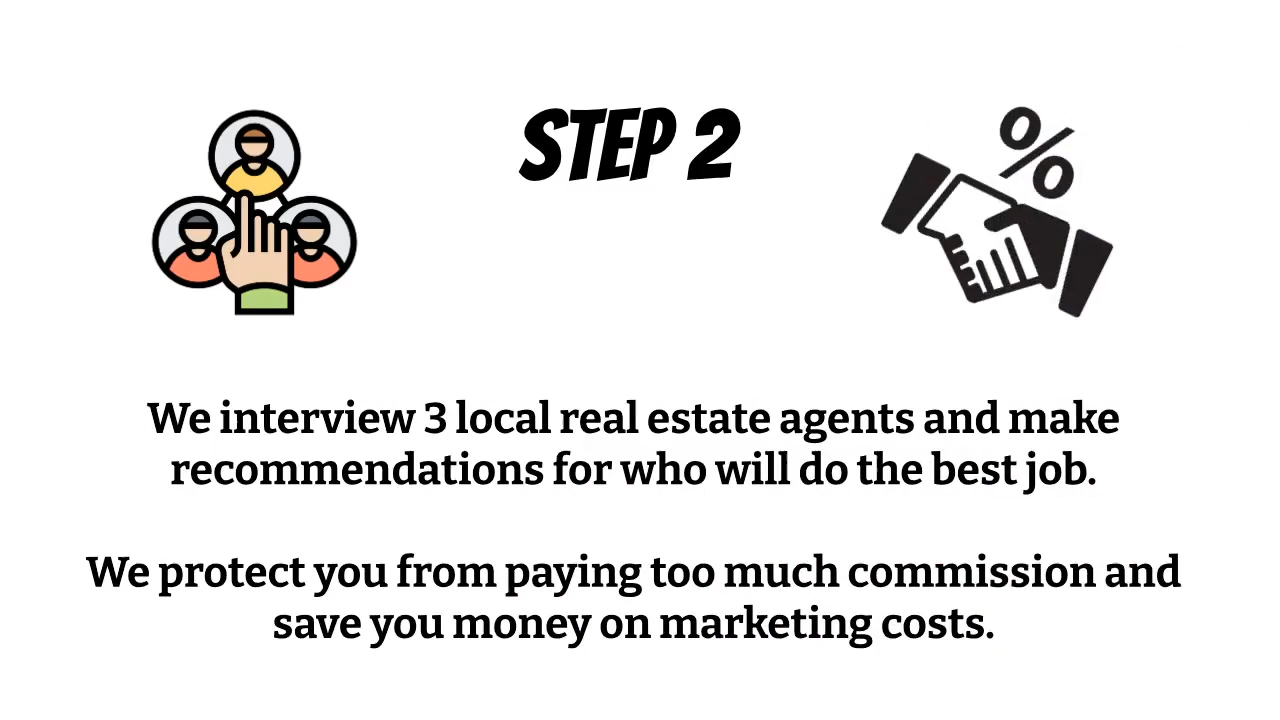 STEP 2
%
We interview 3 local real estate agents and make
recommendations for who will do the best job.
We protect you from paying too much commission and
save you money on marketing costs.